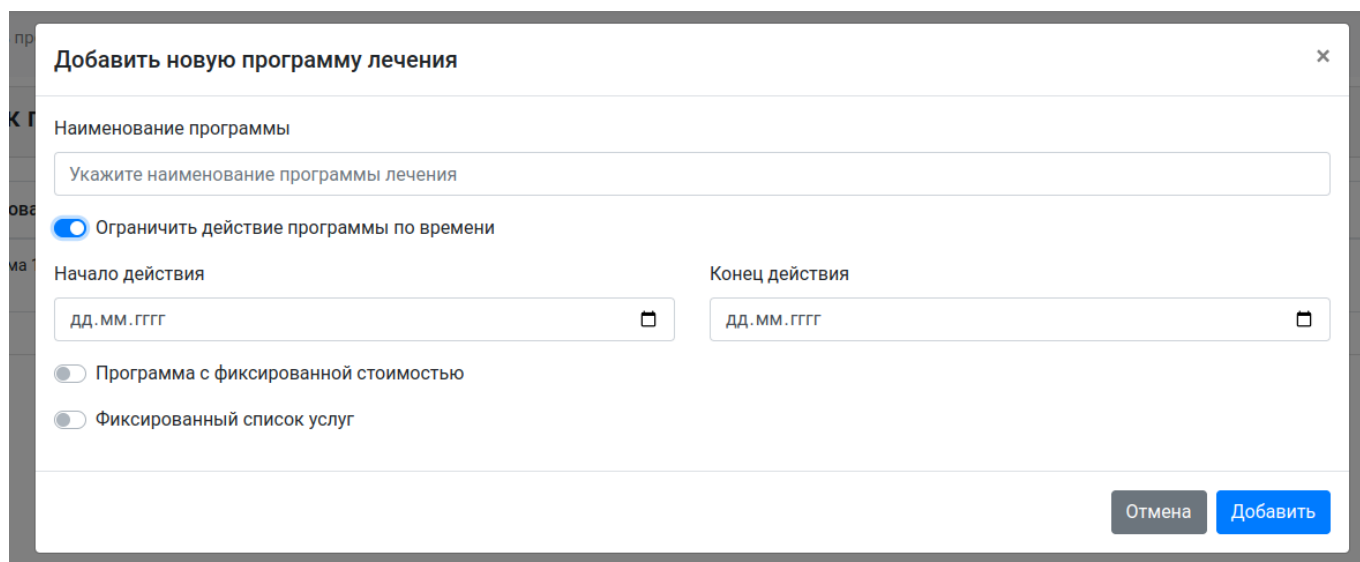 Добавить новую программу лечения ×
Наименование программы
Укажите наименование программы лечения
Ограничить действие программы по времени
Начало действия Конец действия
дд.мм.гггг дд.мм.гггг
Программа с фиксированной стоимостью
Фиксированный список услуг
Отмена Добавить